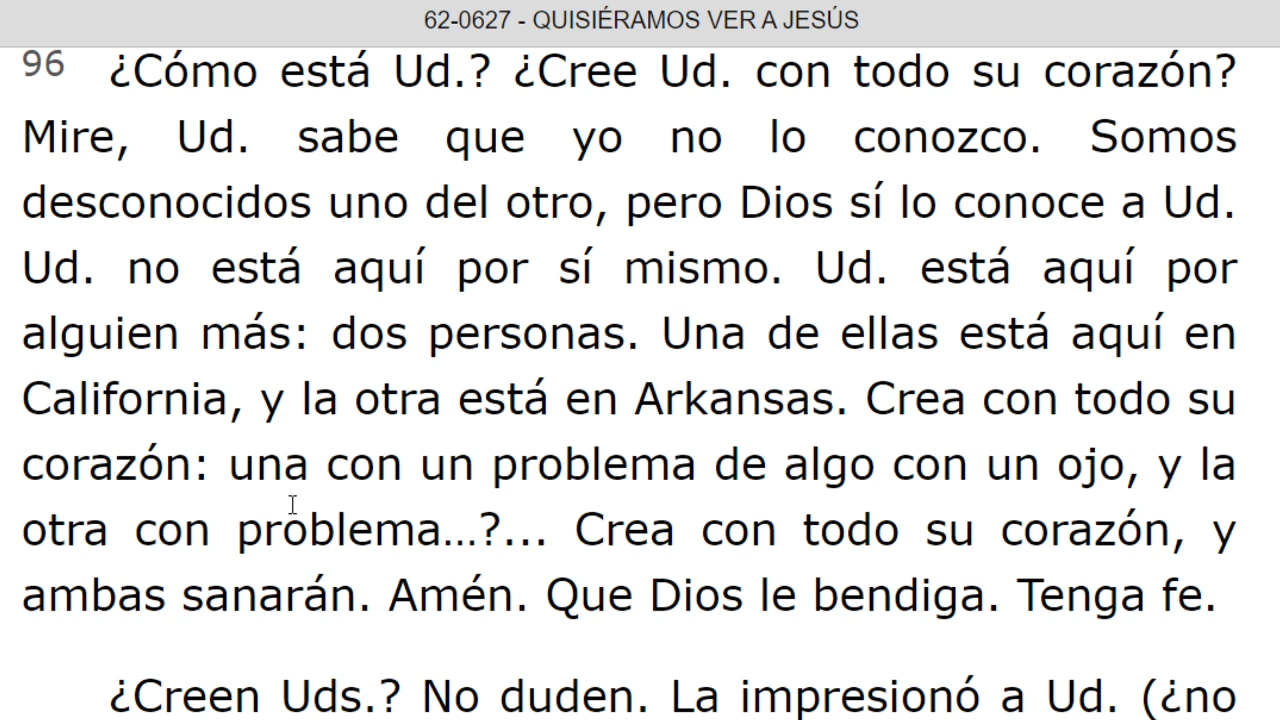 62-0627 - QUISIÉRAMOS VER A JESÚS
96 ¿Cómo está Ud.? ¿Cree Ud. con todo su corazón?
Mire, Ud. sabe que yo no lo conozco. Somos
desconocidos uno del otro, pero Dios sí lo conoce a Ud.
Ud. no está aquí por sí mismo. Ud. está aquí por
alguien más: dos personas. Una de ellas está aquí en
California, y la otra está en Arkansas. Crea con todo su
corazón: una con un problema de algo con un ojo, y la
otra con problema...?... Crea con todo su corazón, y
ambas sanarán. Amén. Que Dios le bendiga. Tenga fe.
¿Creen Uds.? No duden. La impresionó a Ud. (¿no